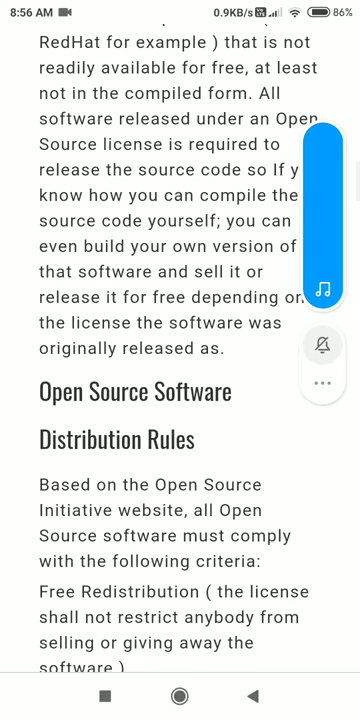 8:56 AM 0.9KB/s 86%
RedHat for example ) that is not
readily available for free, at least
not in the compiled form. All
software released under an Open
Source license is required to
release the source code so If y
know how you can compile the
source code yourself; you can
even build your own version of
that software and sell it or
release it for free depending on
the license the software was
originally released as.
Open Source Software
Distribution Rules
Based on the Open Source
Initiative website, all Open
Source software must comply
with the following criteria:
Free Redistribution ( the license
shall not restrict anybody from
selling or giving away the
software )